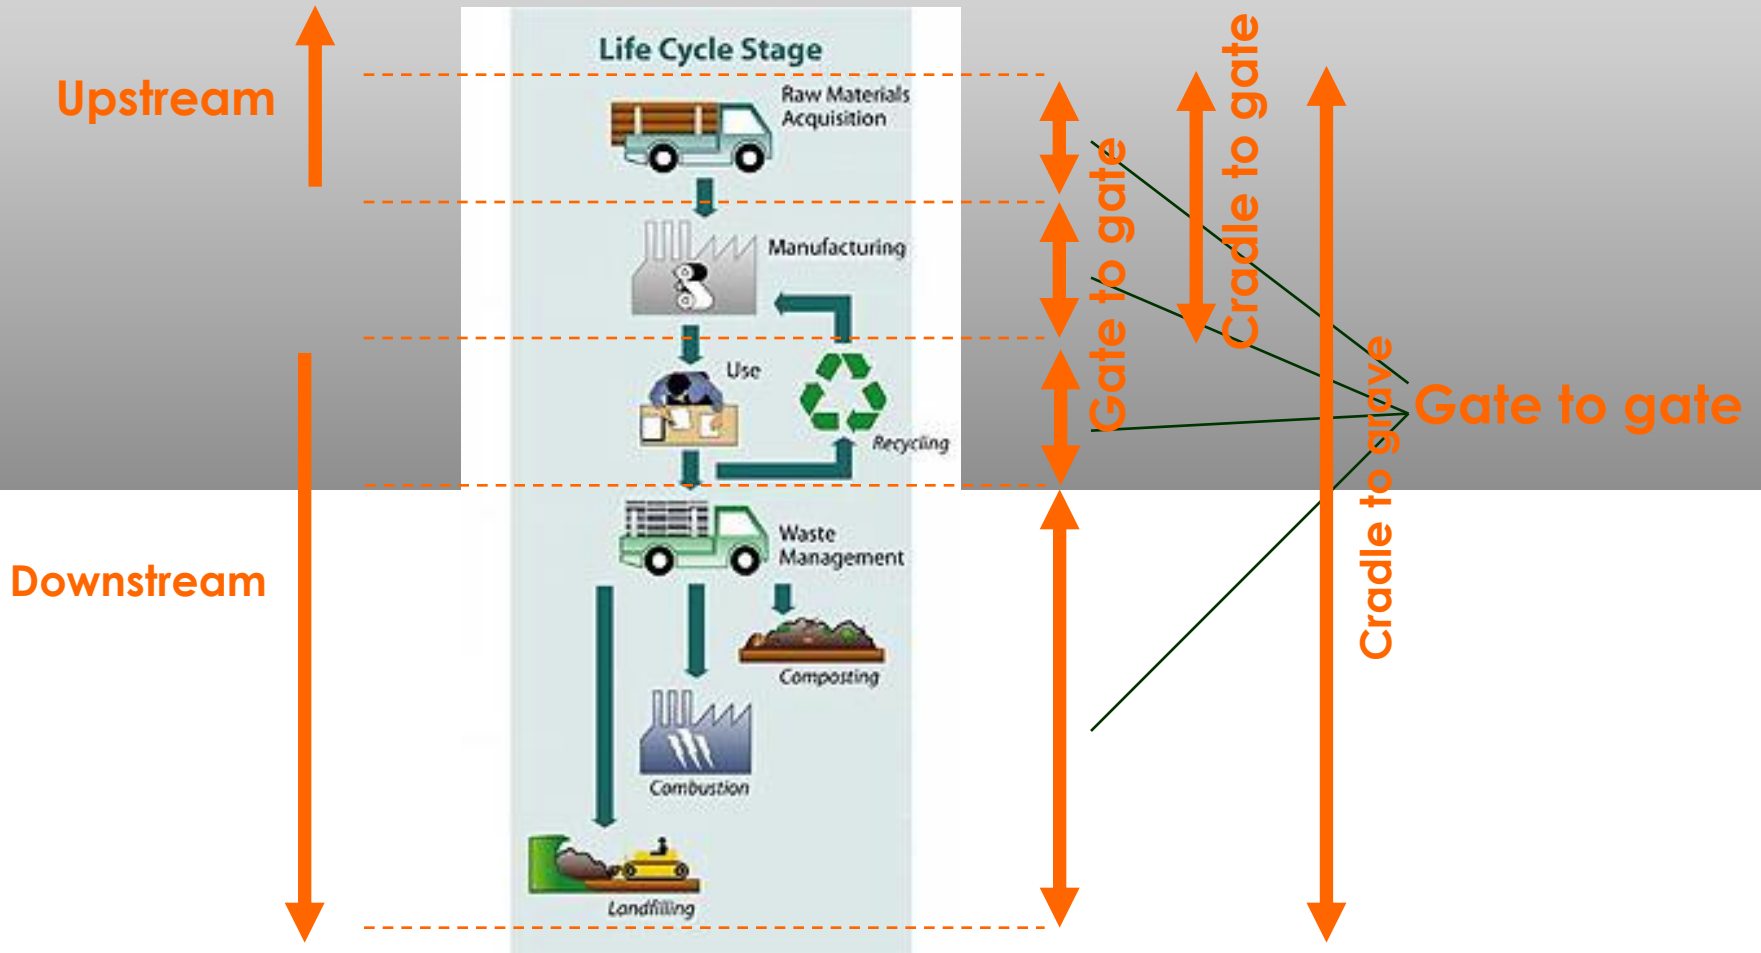 Life Cycle Stage
Upstream
Raw Materials
Acquisition
Manufacturing
Use
Recycling
Waste
Management
Downstream
Composting
Combustion
Landfilling
Gate to gate
Cradle to gate
Cradle to grave
Gate to gate